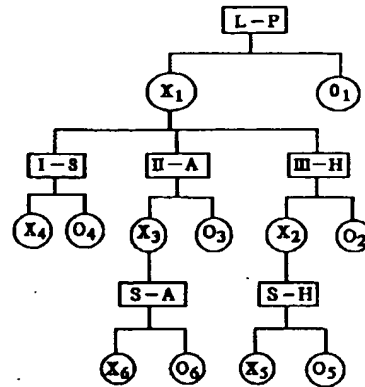 L – P
X1 O1
I – S II – A III – H
X4 O4 X3 O3 X2 O2
S – A S – H
X6 O6 X5 O5